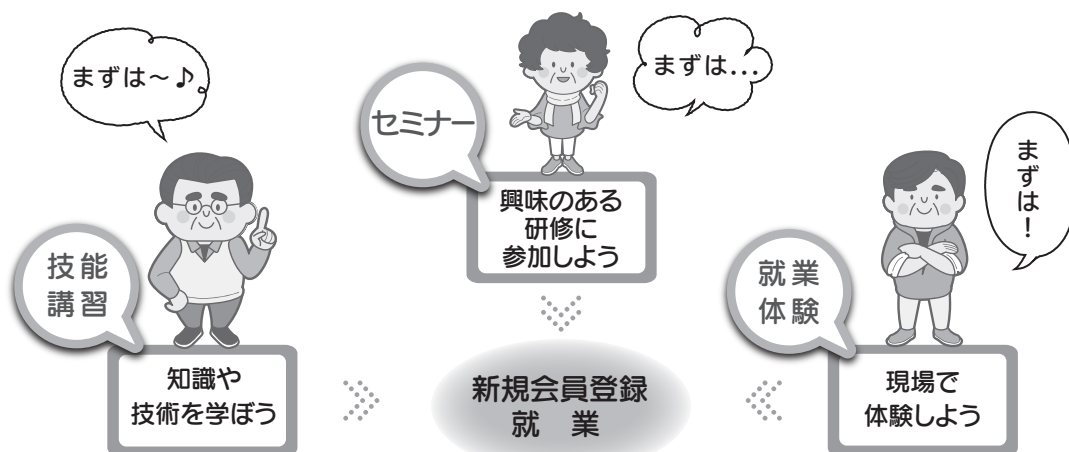 まずは～♪
技能
講習
知識や
技術を学ぼう
まずは...
セミナー
興味のある
研修に
参加しよう
まずは！
就業
体験
現場で
体験しよう
新規会員登録
就　業